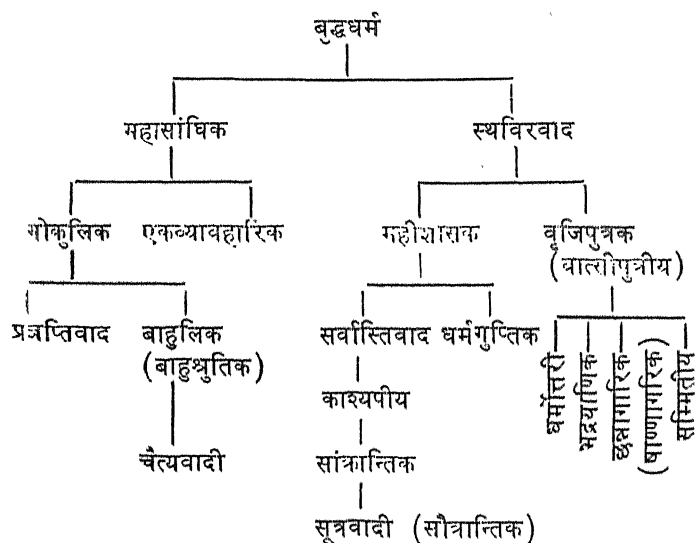 बुद्धधर्म
महासांघिक स्थविरवाद
गोकुलिक एकव्यावहारिक महीशासक वृजिपुत्रक
(वात्सीपुत्रीय)
प्रज्ञप्तिवाद बाहुलिक सर्वास्तिवाद धर्मगुप्तिक
(बाहुश्रुतिक)
काश्यपीय
चैत्यवादी सांक्रान्तिक
सूत्रवादी (सौत्रान्तिक)
धर्मोत्तरी
भद्रयाणिक
छन्नागारिक
(षाण्णागरिक)
सम्मितीय